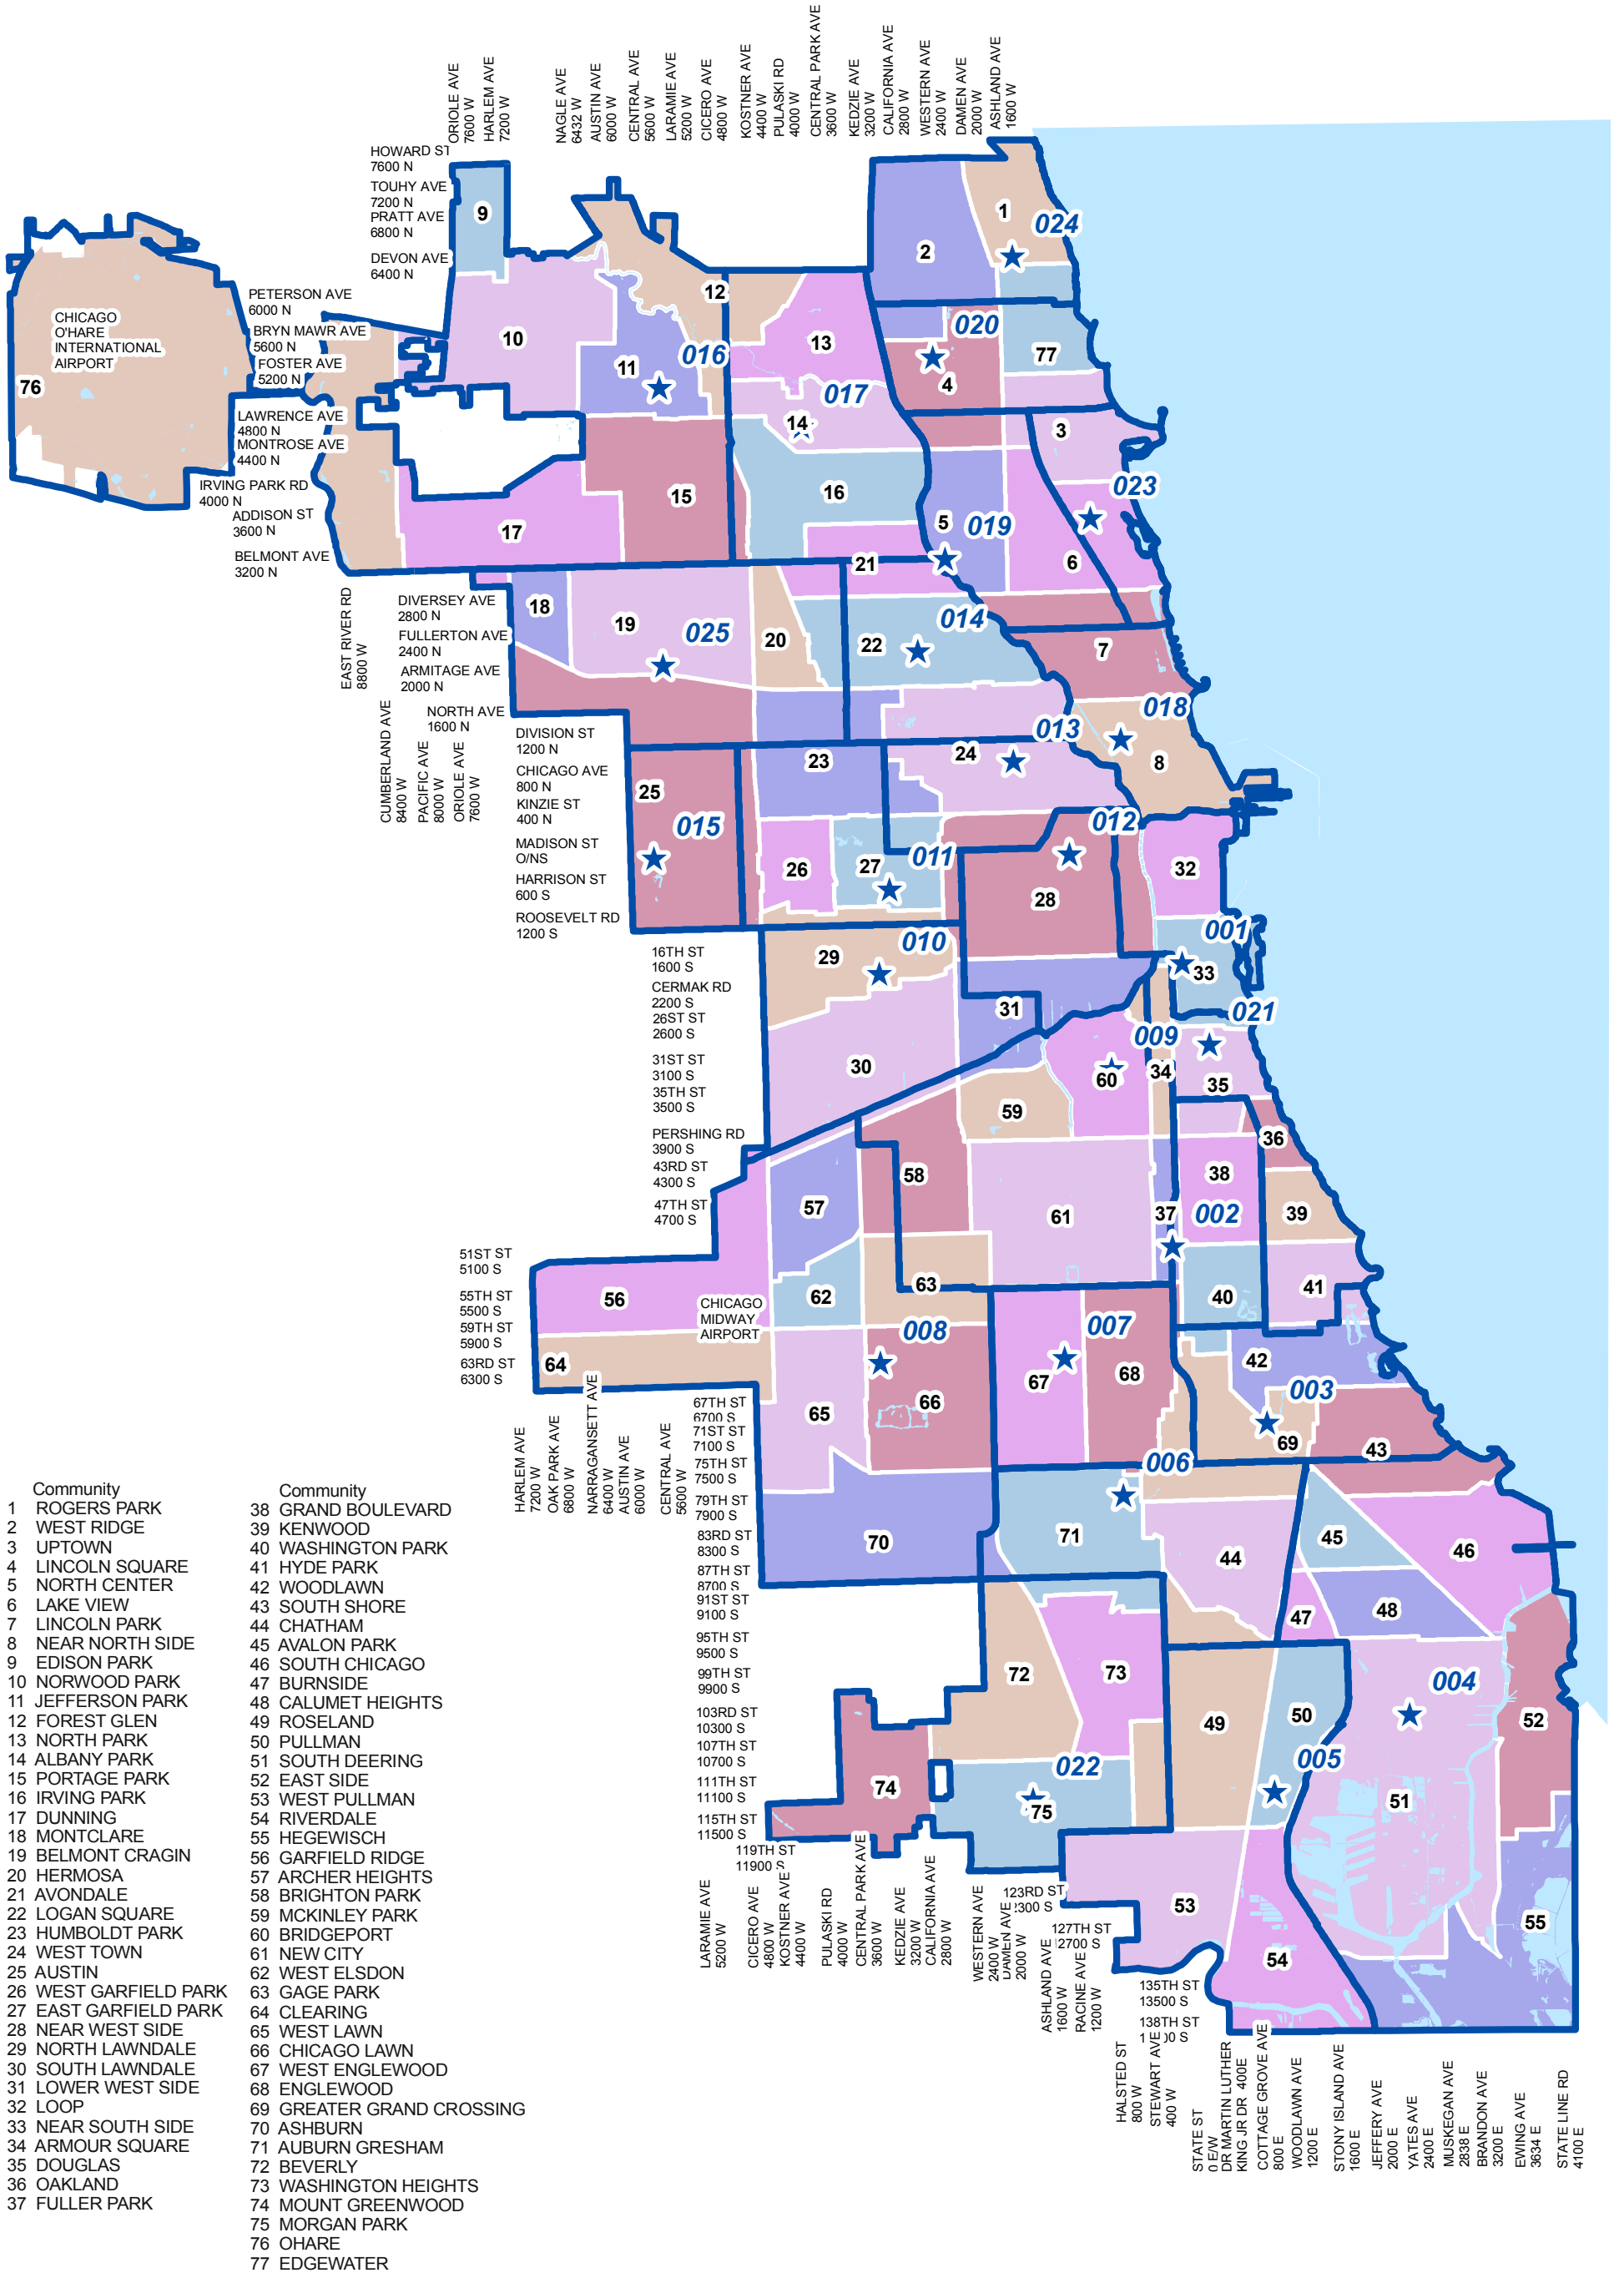 ORIOLE AVE
7600 W
HARLEM AVE
7200 W
NAGLE AVE
6432 W
AUSTIN AVE
6000 W
CENTRAL AVE
5600 W
LARAMIE AVE
5200 W
CICERO AVE
4800 W
KOSTNER AVE
4400 W
PULASKI RD
4000 W
CENTRAL PARK AVE
3600 W
KEDZIE AVE
3200 W
CALIFORNIA AVE
2800 W
WESTERN AVE
2400 W
DAMEN AVE
2000 W
ASHLAND AVE
1600 W
HOWARD ST
7600 N
TOUHY AVE
7200 N
PRATT AVE
6800 N
DEVON AVE
6400 N
PETERSON AVE
6000 N
BRYN MAWR AVE
5600 N
FOSTER AVE
5200 N
LAWRENCE AVE
4800 N
MONTROSE AVE
4400 N
IRVING PARK RD
4000 N
ADDISON ST
3600 N
BELMONT AVE
3200 N
CHICAGO
O'HARE
INTERNATIONAL
AIRPORT
76
9
10
11
12
016
13
017
14
2
1
024
020
4
77
3
023
15
16
17
5
019
6
21
EAST RIVER RD
8800 W
CUMBERLAND AVE
8400 W
PACIFIC AVE
8000 W
ORIOLE AVE
7600 W
DIVERSEY AVE
2800 N
FULLERTON AVE
2400 N
ARMITAGE AVE
2000 N
NORTH AVE
1600 N
DIVISION ST
1200 N
CHICAGO AVE
800 N
KINZIE ST
400 N
MADISON ST
O/NS
HARRISON ST
600 S
ROOSEVELT RD
1200 S
18
19
025
20
22
014
7
018
013
8
23
24
25
015
26
27
011
012
28
32
001
33
16TH ST
1600 S
CERMAK RD
2200 S
26ST ST
2600 S
31ST ST
3100 S
35TH ST
3500 S
PERSHING RD
3900 S
43RD ST
4300 S
47TH ST
4700 S
51ST ST
5100 S
55TH ST
5500 S
59TH ST
5900 S
63RD ST
6300 S
29
010
30
31
021
009
34
35
60
59
36
58
57
38
39
37
002
61
41
40
62
63
56
CHICAGO
MIDWAY
AIRPORT
64
008
007
42
003
65
66
67
68
69
43
006
HARLEM AVE
7200 W
OAK PARK AVE
6800 W
NARRAGANSETT AVE
6400 W
AUSTIN AVE
6000 W
CENTRAL AVE
5600 W
67TH ST
6700 S
71ST ST
7100 S
75TH ST
7500 S
79TH ST
7900 S
83RD ST
8300 S
87TH ST
8700 S
91ST ST
9100 S
95TH ST
9500 S
99TH ST
9900 S
103RD ST
10300 S
107TH ST
10700 S
111TH ST
11100 S
115TH ST
11500 S
119TH ST
11900 S
70
71
44
45
46
47
48
72
73
49
50
004
52
51
005
022
74
75
53
54
55
LARAMIE AVE
5200 W
CICERO AVE
4800 W
KOSTNER AVE
4400 W
PULASKI RD
4000 W
CENTRAL PARK AVE
3600 W
KEDZIE AVE
3200 W
CALIFORNIA AVE
2800 W
WESTERN AVE
2400 W
DAMEN AVE
2000 W
ASHLAND AVE
1600 W
RACINE AVE
1200 W
123RD ST
127TH ST
135TH ST
13500 S
138TH ST
HALSTED ST
800 W
STEWART AVE
400 W
STATE ST
0 E/W
DR MARTIN LUTHER
KING JR DR 400E
COTTAGE GROVE AVE
800 E
WOODLAWN AVE
1200 E
STONY ISLAND AVE
1600 E
JEFFERY AVE
2000 E
YATES AVE
2400 E
MUSKEGAN AVE
2838 E
BRANDON AVE
3200 E
EWING AVE
3634 E
STATE LINE RD
4100 E
Community
1 ROGERS PARK
2 WEST RIDGE
3 UPTOWN
4 LINCOLN SQUARE
5 NORTH CENTER
6 LAKE VIEW
7 LINCOLN PARK
8 NEAR NORTH SIDE
9 EDISON PARK
10 NORWOOD PARK
11 JEFFERSON PARK
12 FOREST GLEN
13 NORTH PARK
14 ALBANY PARK
15 PORTAGE PARK
16 IRVING PARK
17 DUNNING
18 MONTCLARE
19 BELMONT CRAGIN
20 HERMOSA
21 AVONDALE
22 LOGAN SQUARE
23 HUMBOLDT PARK
24 WEST TOWN
25 AUSTIN
26 WEST GARFIELD PARK
27 EAST GARFIELD PARK
28 NEAR WEST SIDE
29 NORTH LAWNDALE
30 SOUTH LAWNDALE
31 LOWER WEST SIDE
32 LOOP
33 NEAR SOUTH SIDE
34 ARMOUR SQUARE
35 DOUGLAS
36 OAKLAND
37 FULLER PARK
Community
38 GRAND BOULEVARD
39 KENWOOD
40 WASHINGTON PARK
41 HYDE PARK
42 WOODLAWN
43 SOUTH SHORE
44 CHATHAM
45 AVALON PARK
46 SOUTH CHICAGO
47 BURNSIDE
48 CALUMET HEIGHTS
49 ROSELAND
50 PULLMAN
51 SOUTH DEERING
52 EAST SIDE
53 WEST PULLMAN
54 RIVERDALE
55 HEGEWISCH
56 GARFIELD RIDGE
57 ARCHER HEIGHTS
58 BRIGHTON PARK
59 MCKINLEY PARK
60 BRIDGEPORT
61 NEW CITY
62 WEST ELSDON
63 GAGE PARK
64 CLEARING
65 WEST LAWN
66 CHICAGO LAWN
67 WEST ENGLEWOOD
68 ENGLEWOOD
69 GREATER GRAND CROSSING
70 ASHBURN
71 AUBURN GRESHAM
72 BEVERLY
73 WASHINGTON HEIGHTS
74 MOUNT GREENWOOD
75 MORGAN PARK
76 OHARE
77 EDGEWATER